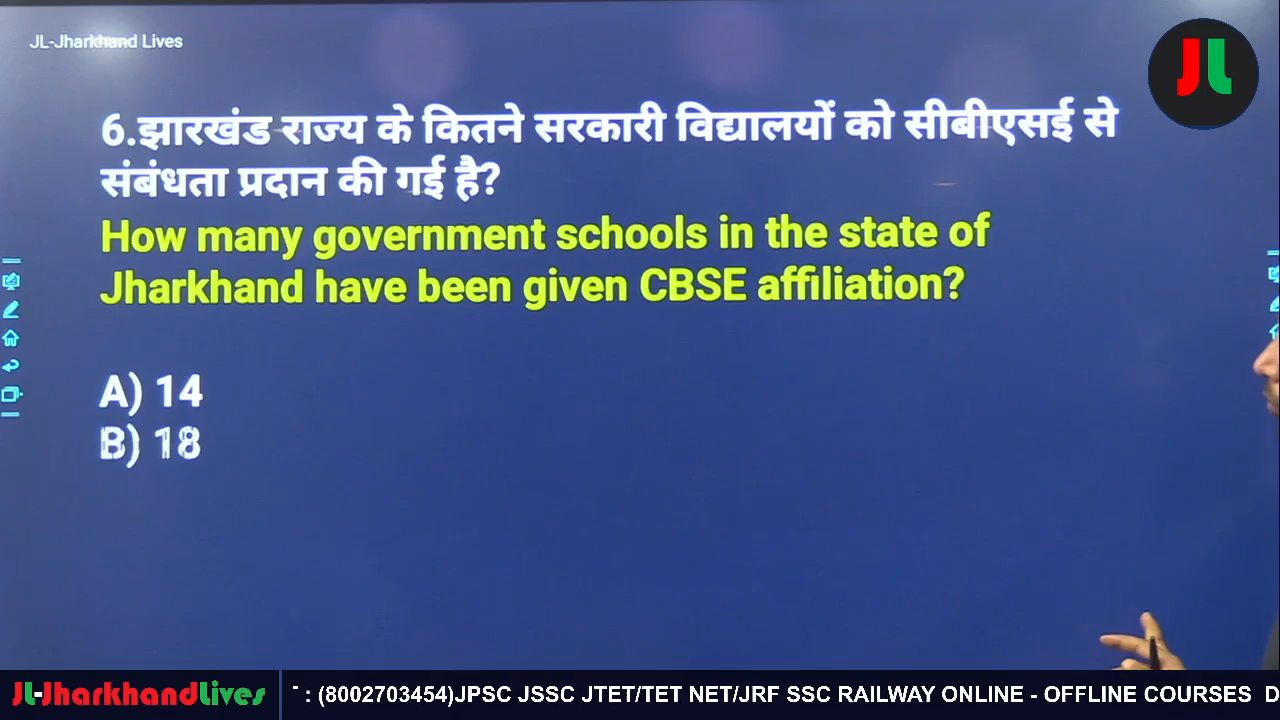 JL-Jharkhand Lives
JL
6.झारखंड राज्य के कितने सरकारी विद्यालयों को सीबीएसई से
संबंधता प्रदान की गई है?
How many government schools in the state of
Jharkhand have been given CBSE affiliation?
A) 14
B) 18
JL-JharkhandLives
: (8002703454)JPSC JSSC JTET/TET NET/JRF SSC RAILWAY ONLINE - OFFLINE COURSES D